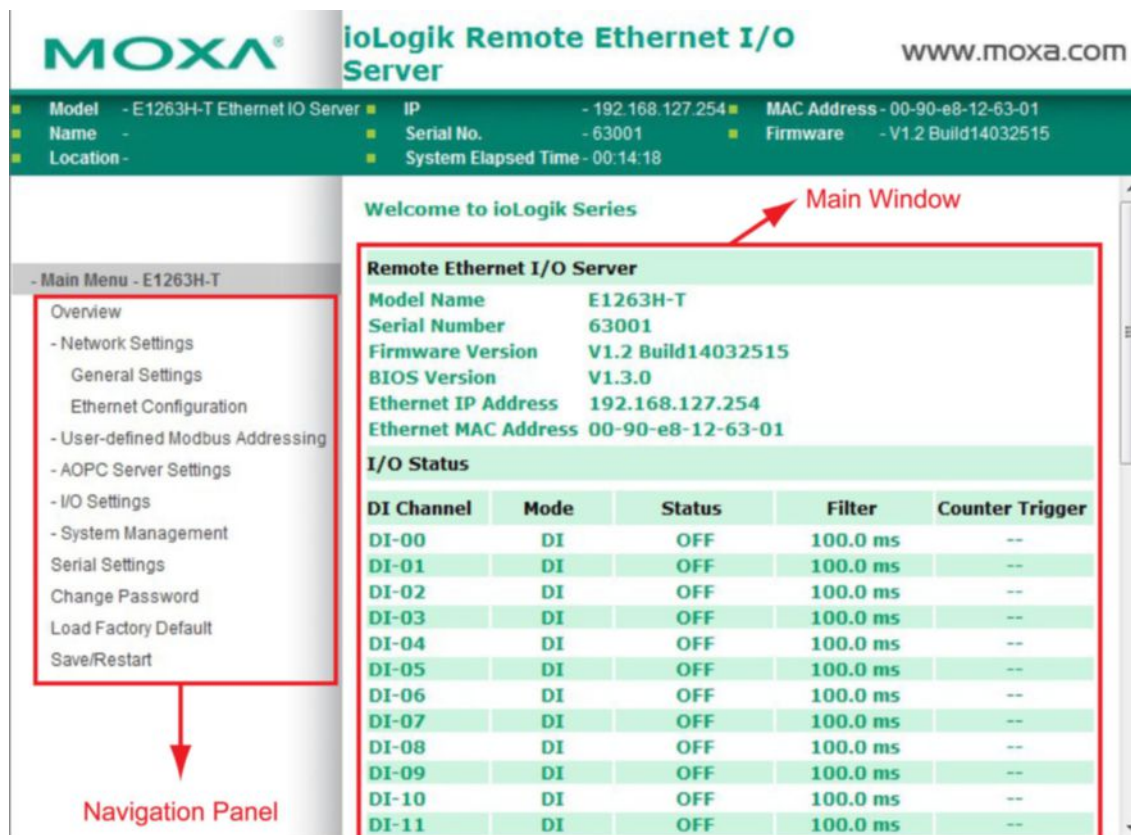 MOXA®
ioLogik Remote Ethernet I/O
Server
www.moxa.com
Model - E1263H-T Ethernet IO Server IP - 192.168.127.254 MAC Address - 00-90-e8-12-63-01
Name - Serial No. - 63001 Firmware - V1.2 Build14032515
Location - System Elapsed Time - 00:14:18
Welcome to ioLogik Series
Main Window
- Main Menu - E1263H-T
Overview
- Network Settings
General Settings
Ethernet Configuration
- User-defined Modbus Addressing
- AOPC Server Settings
- I/O Settings
- System Management
Serial Settings
Change Password
Load Factory Default
Save/Restart
Navigation Panel
Remote Ethernet I/O Server
Model Name E1263H-T
Serial Number 63001
Firmware Version V1.2 Build14032515
BIOS Version V1.3.0
Ethernet IP Address 192.168.127.254
Ethernet MAC Address 00-90-e8-12-63-01
I/O Status
DI Channel Mode Status Filter Counter Trigger
DI-00 DI OFF 100.0 ms --
DI-01 DI OFF 100.0 ms --
DI-02 DI OFF 100.0 ms --
DI-03 DI OFF 100.0 ms --
DI-04 DI OFF 100.0 ms --
DI-05 DI OFF 100.0 ms --
DI-06 DI OFF 100.0 ms --
DI-07 DI OFF 100.0 ms --
DI-08 DI OFF 100.0 ms --
DI-09 DI OFF 100.0 ms --
DI-10 DI OFF 100.0 ms --
DI-11 DI OFF 100.0 ms --